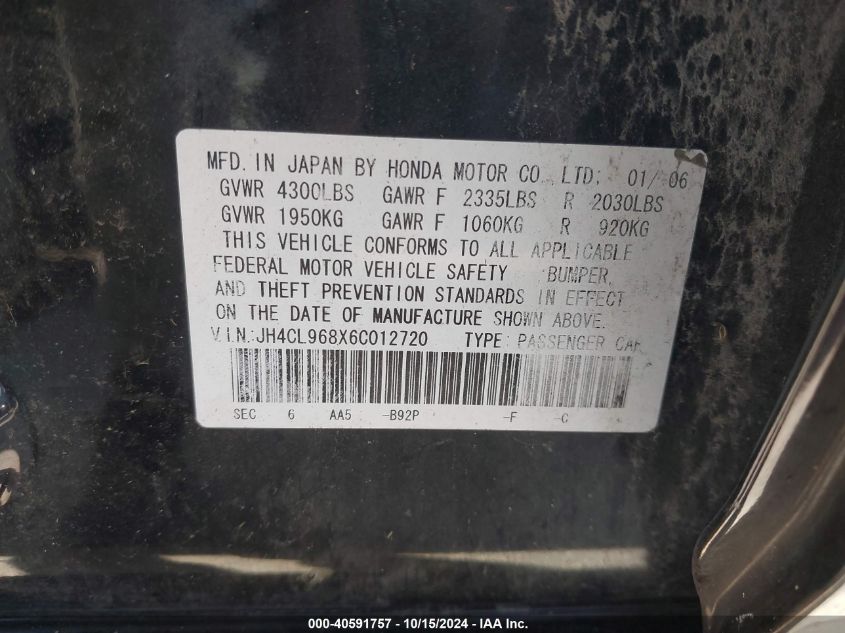 MFD. IN JAPAN BY HONDA MOTOR CO., LTD; 01/ 06
GVWR 4300LBS GAWR F 2335LBS R 2030LBS
GVWR 1950KG GAWR F 1060KG R 920KG
THIS VEHICLE CONFORMS TO ALL APPLICABLE
FEDERAL MOTOR VEHICLE SAFETY BUMPER,
AND THEFT PREVENTION STANDARDS IN EFFECT
ON THE DATE OF MANUFACTURE SHOWN ABOVE.
V.I.N.:JH4CL968X6C012720 TYPE: PASSENGER CAR
SEC 6 AA5 -B92P -F -C
000-40591757 - 10/15/2024 - IAA Inc.